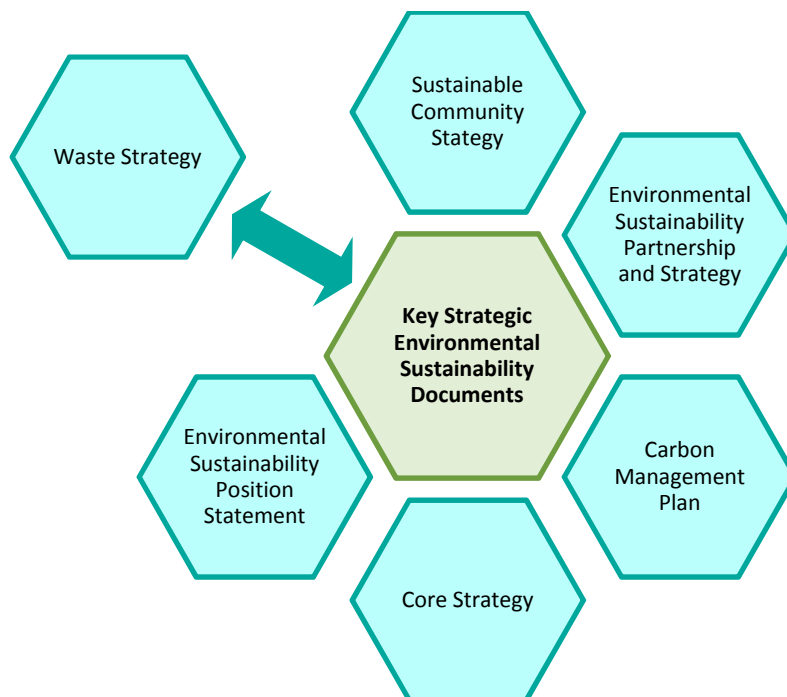 Sustainable
Community
Stategy
Waste Strategy
Environmental
Sustainability
Partnership
and Strategy
Key Strategic
Environmental
Sustainability
Documents
Environmental
Sustainability
Position
Statement
Carbon
Management
Plan
Core Strategy